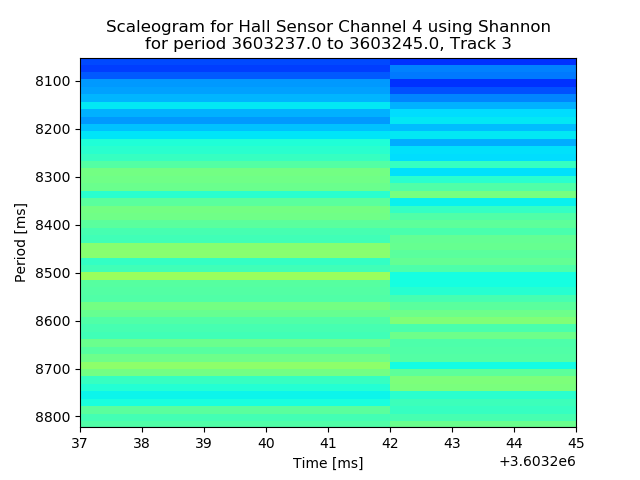 Scaleogram for Hall Sensor Channel 4 using Shannon
for period 3603237.0 to 3603245.0, Track 3
8100
8200
8300
8400
8500
8600
8700
8800
Period [ms]
37 38 39 40 41 42 43 44 45
Time [ms]
+3.6032e6